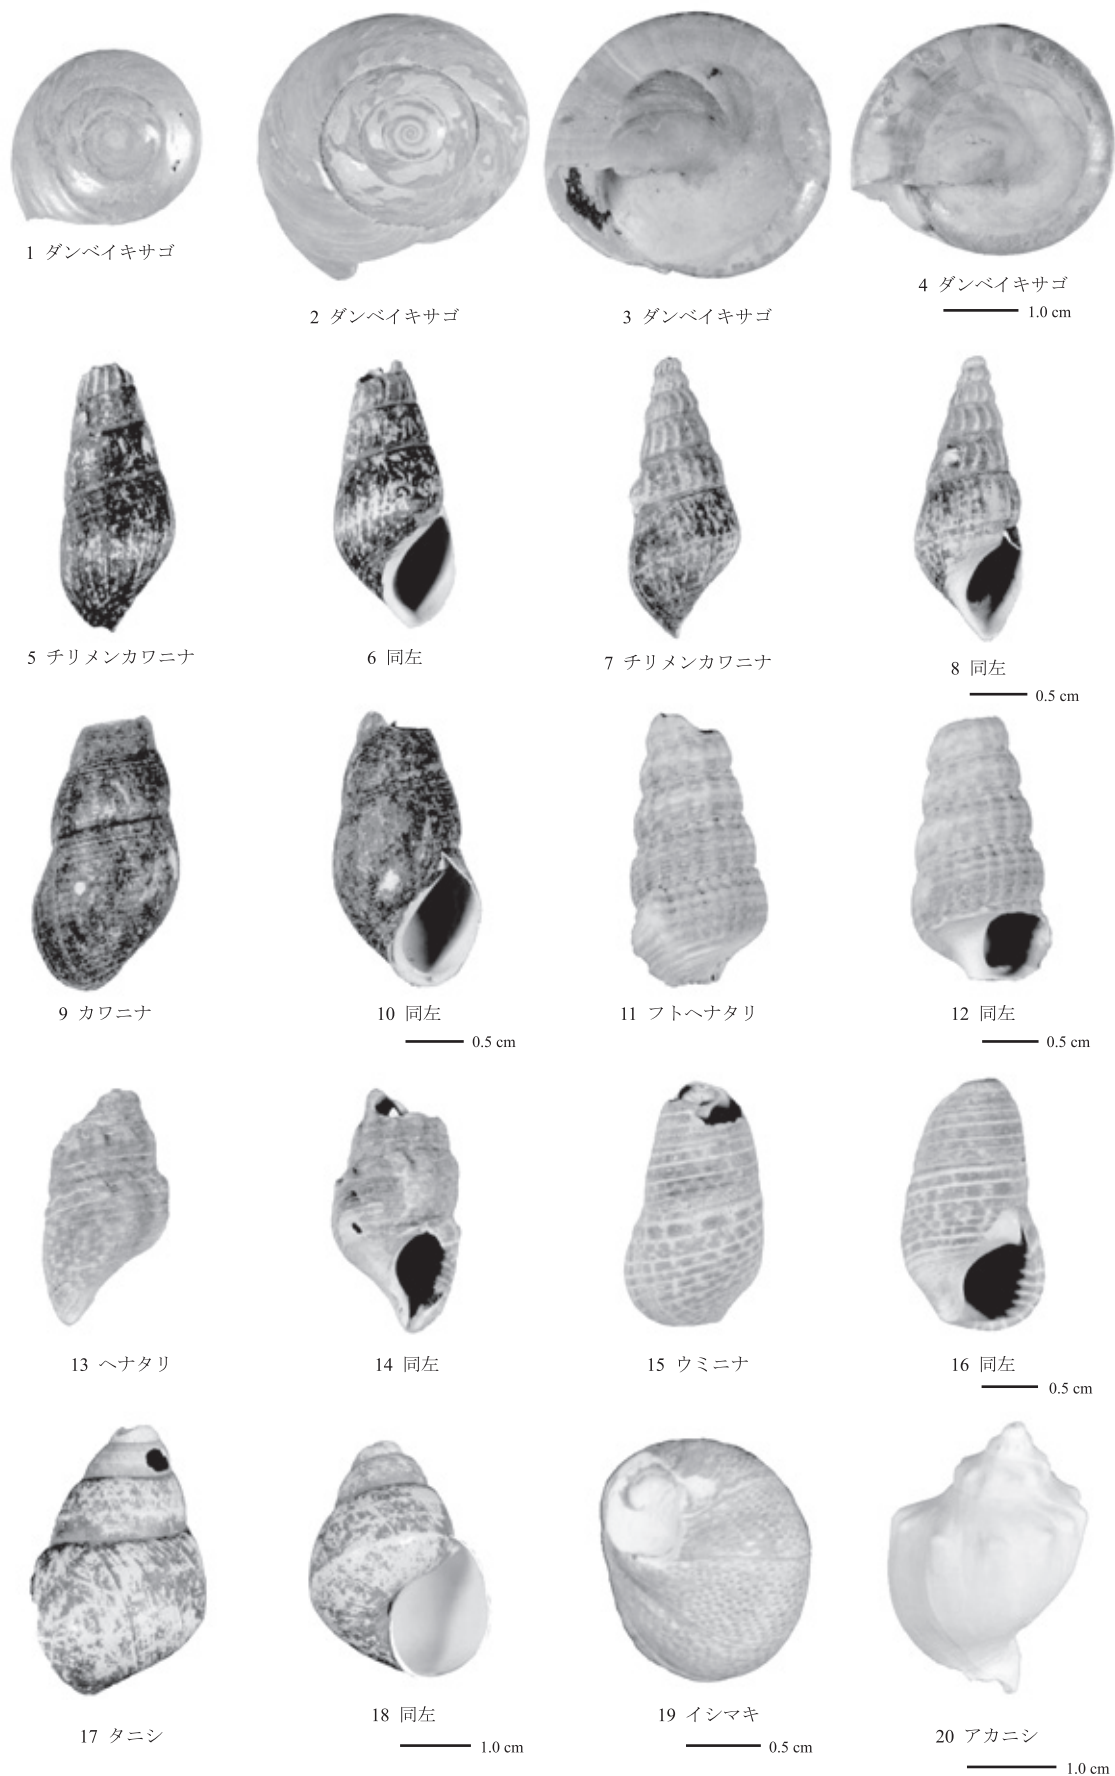 1 ダンベイキサゴ
2 ダンベイキサゴ
3 ダンベイキサゴ
4 ダンベイキサゴ
1.0 cm
5 チリメンカワニナ
6 同左
7 チリメンカワニナ
8 同左
0.5 cm
9 カワニナ
10 同左
0.5 cm
11 フトヘナタリ
12 同左
0.5 cm
13 ヘナタリ
14 同左
15 ウミニナ
16 同左
0.5 cm
17 タニシ
18 同左
1.0 cm
19 イシマキ
0.5 cm
20 アカニシ
1.0 cm